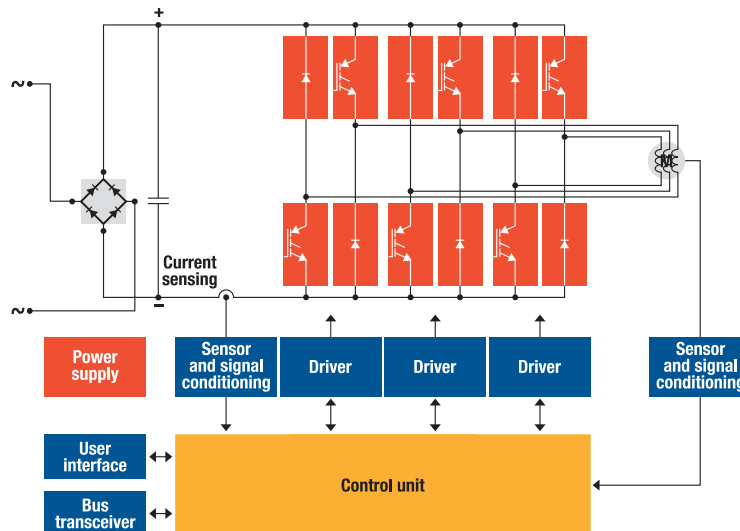 +
~
M
Current
sensing
~
–
Power
supply
Sensor
and signal
conditioning
Driver
Driver
Driver
Sensor
and signal
conditioning
User
interface
Control unit
Bus
transceiver